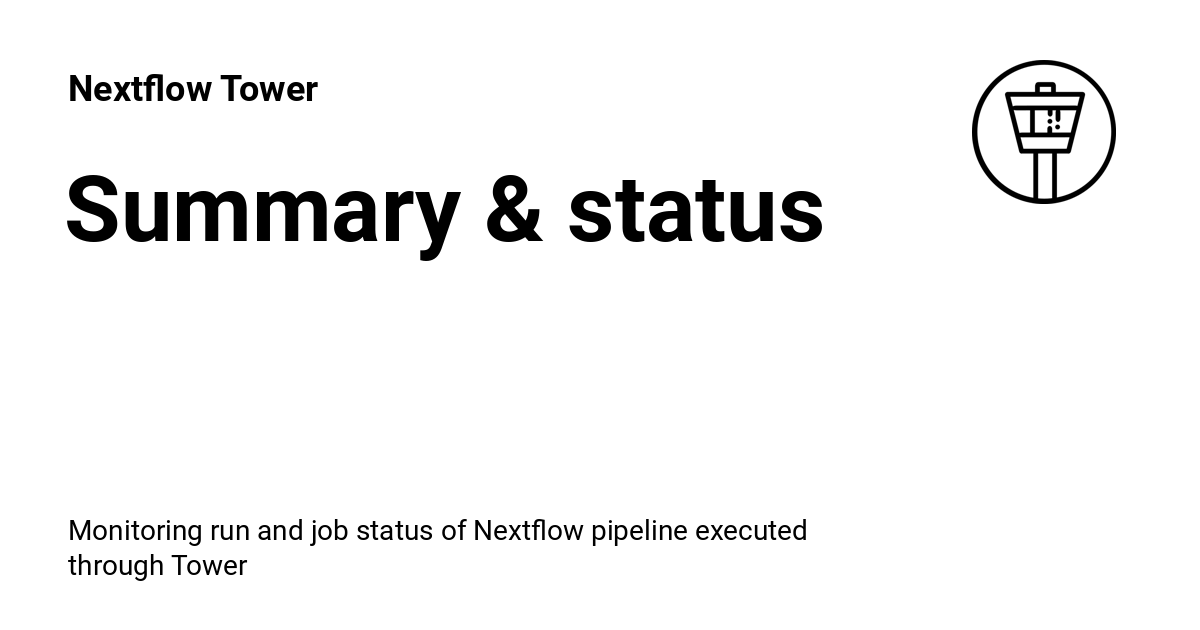 Nextflow Tower
Summary & status
Monitoring run and job status of Nextflow pipeline executed
through Tower